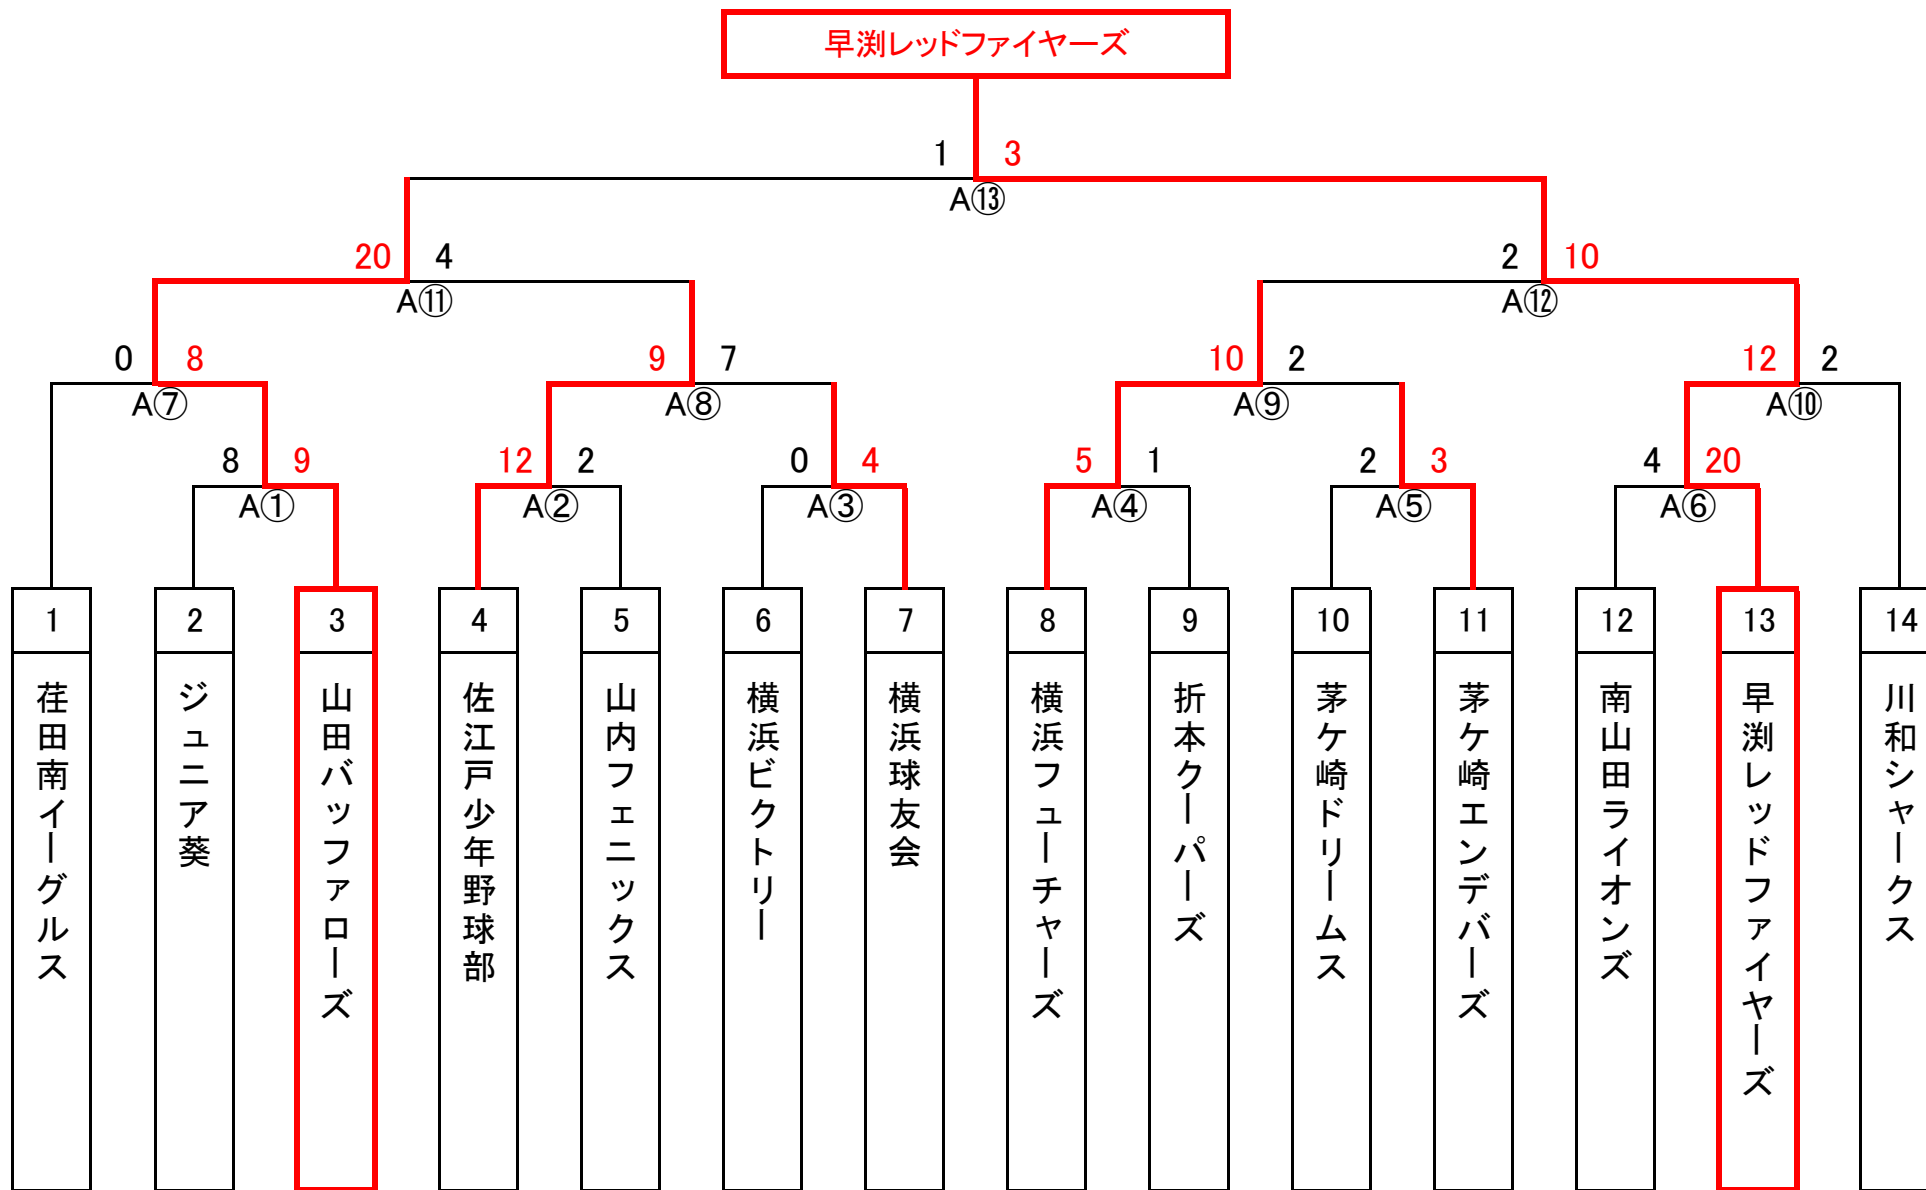 早渕レッドファイヤーズ
1 3
A⑬
20 4 2 10
A⑪ A⑫
0 8 9 7 10 2 12 2
A⑦ A⑧ A⑨ A⑩
8 9 12 2 0 4 5 1 2 3 4 20
A① A② A③ A④ A⑤ A⑥
1 2 3 4 5 6 7 8 9 10 11 12 13 14
荏田南イーグルス
ジュニア葵
山田バッファローズ
佐江戸少年野球部
山内フェニックス
横浜ビクトリー
横浜球友会
横浜フューチャーズ
折本クーパーズ
茅ケ崎ドリームス
茅ケ崎エンデバーズ
南山田ライオンズ
早渕レッドファイヤーズ
川和シャークス